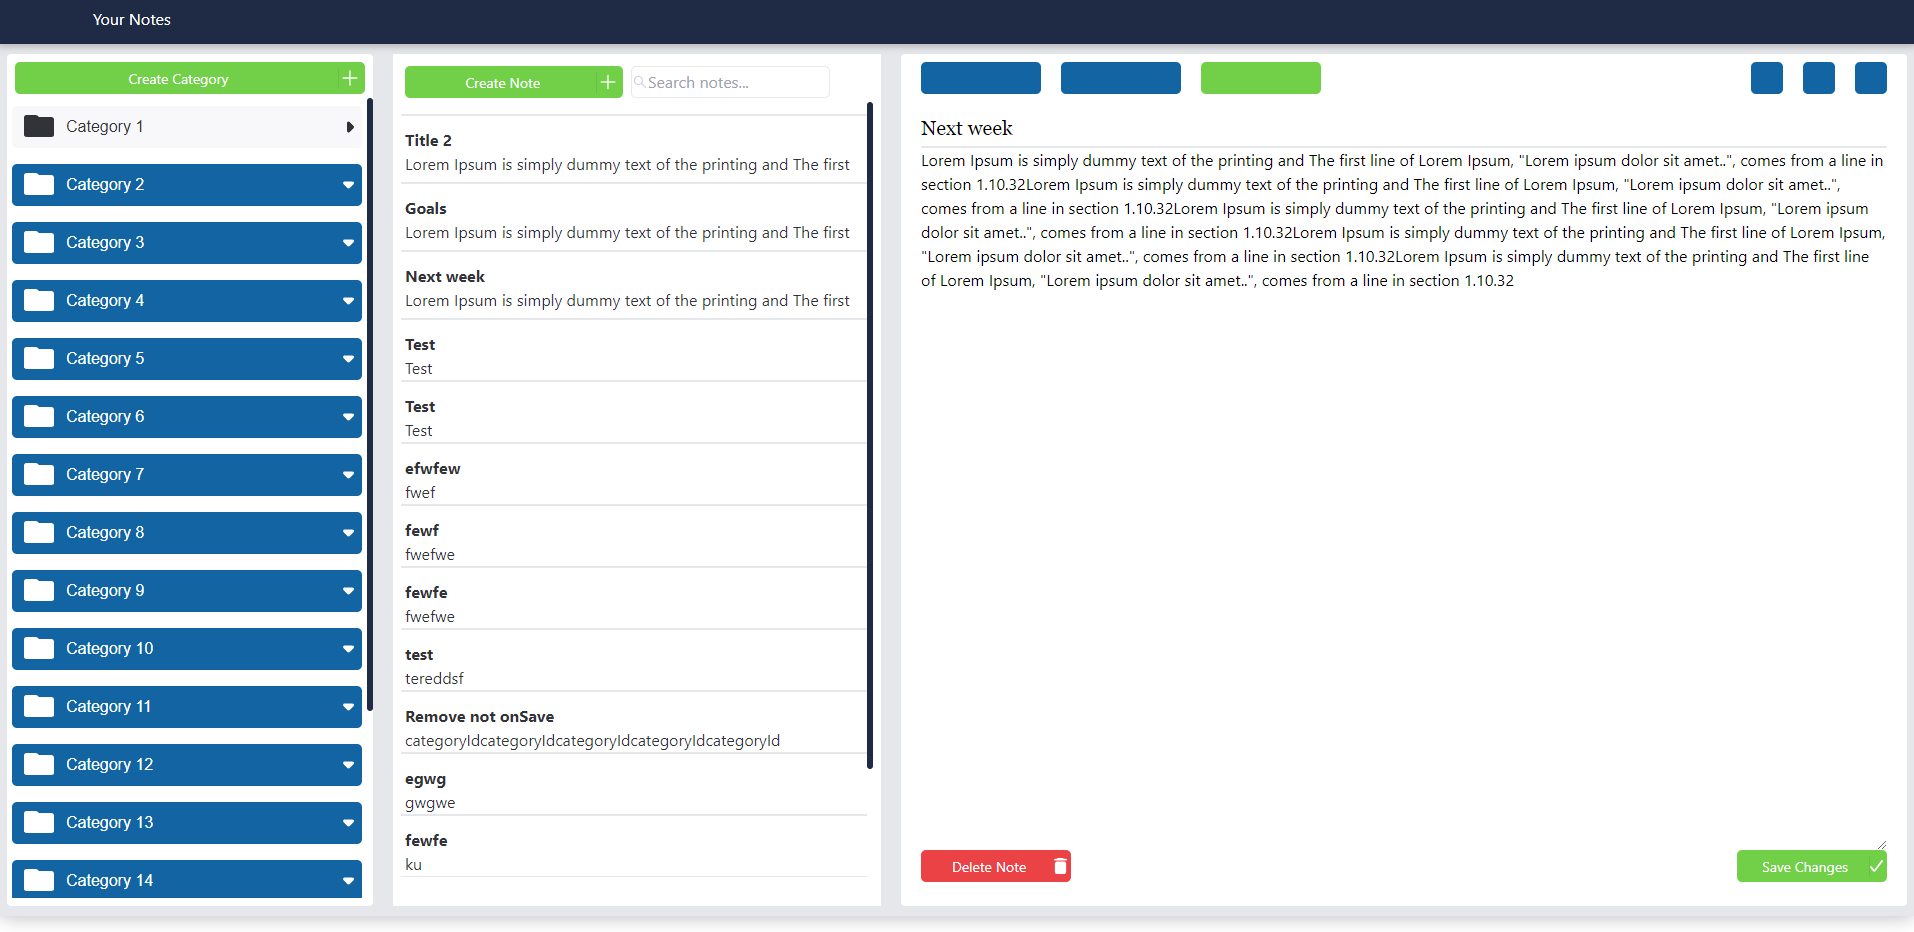 Your Notes
Create Category
Category 1
Category 2
Category 3
Category 4
Category 5
Category 6
Category 7
Category 8
Category 9
Category 10
Category 11
Category 12
Category 13
Category 14
Create Note
Search notes...
Title 2
Lorem Ipsum is simply dummy text of the printing and The first
Goals
Lorem Ipsum is simply dummy text of the printing and The first
Next week
Lorem Ipsum is simply dummy text of the printing and The first
Test
Test
Test
Test
efwfew
fwef
fewf
fwefwe
fewfe
fwefwe
test
tereddsf
Remove not onSave
categoryIdcategoryIdcategoryIdcategoryIdcategoryId
egwg
gwgwe
fewfe
ku
Next week
Lorem Ipsum is simply dummy text of the printing and The first line of Lorem Ipsum, "Lorem ipsum dolor sit amet..", comes from a line in
section 1.10.32Lorem Ipsum is simply dummy text of the printing and The first line of Lorem Ipsum, "Lorem ipsum dolor sit amet..",
comes from a line in section 1.10.32Lorem Ipsum is simply dummy text of the printing and The first line of Lorem Ipsum, "Lorem ipsum
dolor sit amet..", comes from a line in section 1.10.32Lorem Ipsum is simply dummy text of the printing and The first line of Lorem Ipsum,
"Lorem ipsum dolor sit amet..", comes from a line in section 1.10.32Lorem Ipsum is simply dummy text of the printing and The first line
of Lorem Ipsum, "Lorem ipsum dolor sit amet..", comes from a line in section 1.10.32
Delete Note
Save Changes